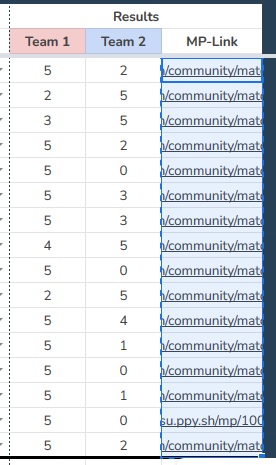 Results
Team 1 Team 2 MP-Link
5 2 /community/mat
2 5 /community/mat
3 5 /community/mat
5 2 /community/mat
5 0 /community/mat
5 3 /community/mat
5 3 /community/mat
4 5 /community/mat
5 0 /community/mat
2 5 /community/mat
5 4 /community/mat
5 1 /community/mat
5 0 /community/mat
5 1 /community/mat
5 0 su.ppy.sh/mp/100
5 2 /community/mat